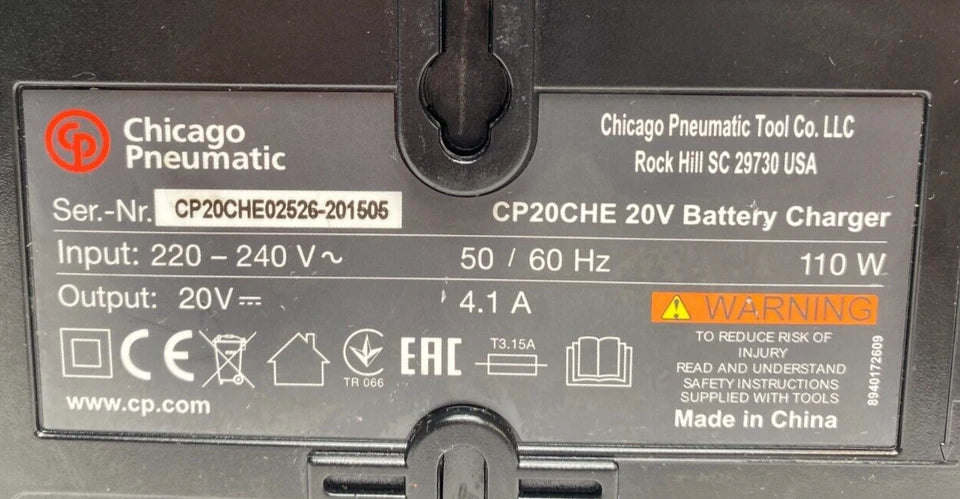 CP
Chicago
Pneumatic
Chicago Pneumatic Tool Co. LLC
Rock Hill SC 29730 USA
Ser.-Nr. CP20CHE02526-201505
CP20CHE 20V Battery Charger
Input: 220 – 240 V ~ 50 / 60 Hz 110 W
Output: 20V ⎓ 4.1 A
WARNING
TO REDUCE RISK OF
INJURY
READ AND UNDERSTAND
SAFETY INSTRUCTIONS
SUPPLIED WITH TOOLS
8940172609
CE
TR 066
EAC
T3.15A
www.cp.com
Made in China